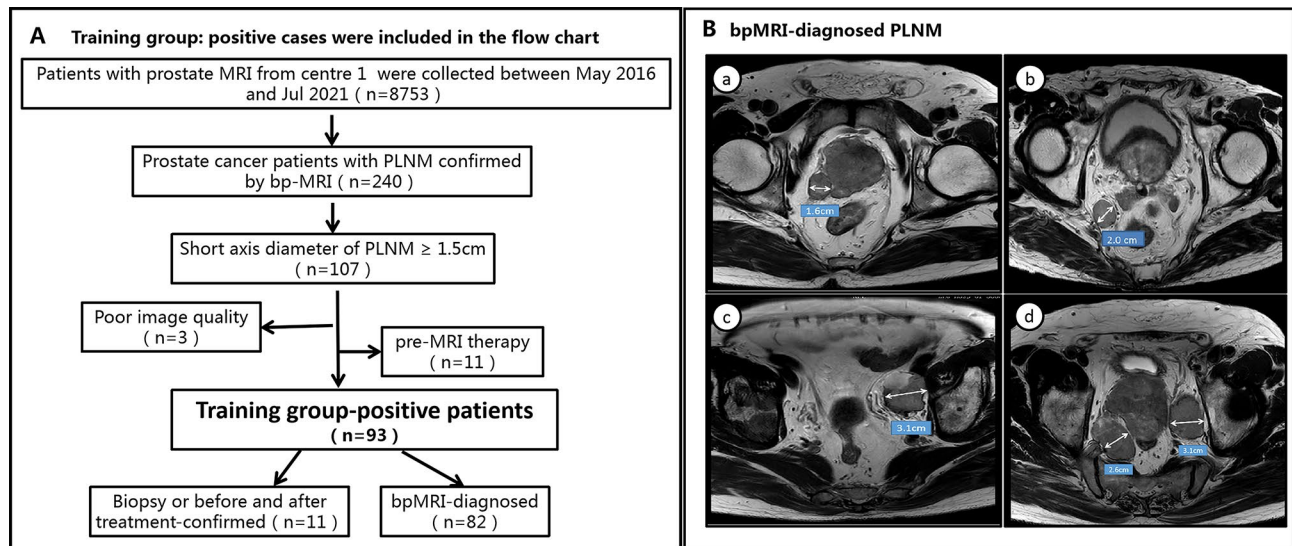 A Training group: positive cases were included in the flow chart
Patients with prostate MRI from centre 1 were collected between May 2016
and Jul 2021 ( n=8753)
Prostate cancer patients with PLNM confirmed
by bp-MRI ( n=240 )
Short axis diameter of PLNM ≥ 1.5cm
( n=107 )
Poor image quality
( n=3 )
pre-MRI therapy
( n=11 )
Training group-positive patients
( n=93 )
Biopsy or before and after
treatment-confirmed ( n=11 )
bpMRI-diagnosed
( n=82 )
B bpMRI-diagnosed PLNM
a
1.6cm
b
2.0 cm
c
3.1cm
d
2.6cm
3.1cm